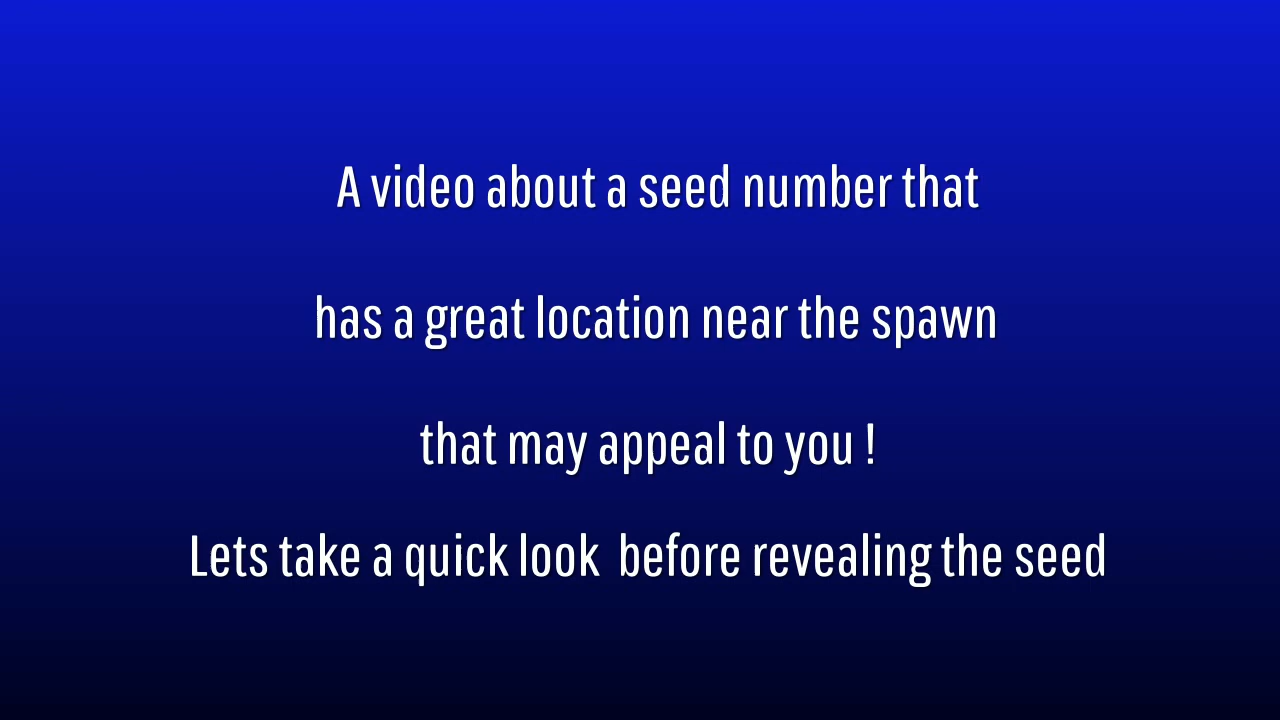 A video about a seed number that
has a great location near the spawn
that may appeal to you !
Lets take a quick look  before revealing the seed